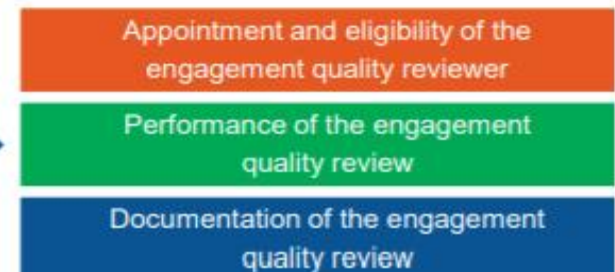 Appointment and eligibility of the
engagement quality reviewer
Performance of the engagement
quality review
Documentation of the engagement
quality review